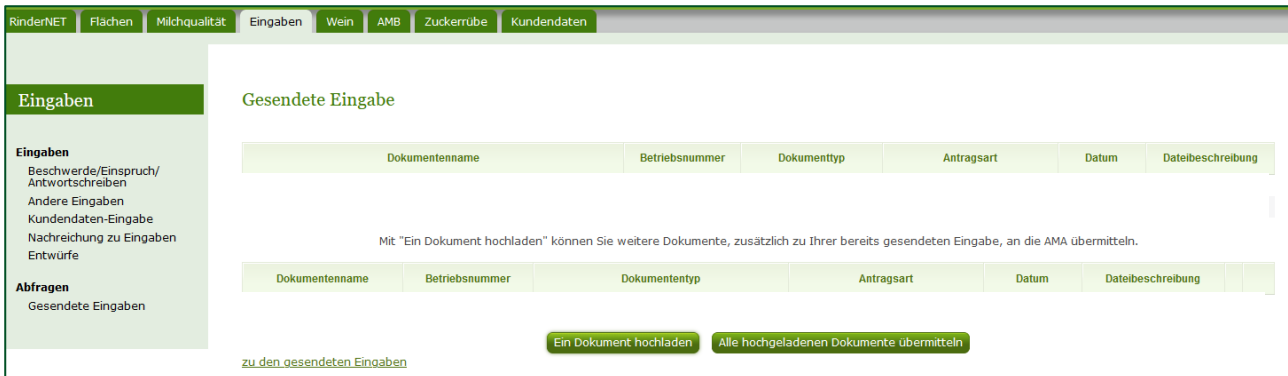 RinderNET Flächen Milchqualität Eingaben Wein AMB Zuckerrübe Kundendaten
Eingaben
Eingaben
Beschwerde/Einspruch/
Antwortschreiben
Andere Eingaben
Kundendaten-Eingabe
Nachreichung zu Eingaben
Entwürfe
Abfragen
Gesendete Eingaben
Gesendete Eingabe
Dokumentenname Betriebsnummer Dokumenttyp Antragsart Datum Dateibeschreibung
Mit "Ein Dokument hochladen" können Sie weitere Dokumente, zusätzlich zu Ihrer bereits gesendeten Eingabe, an die AMA übermitteln.
Dokumentenname Betriebsnummer Dokumententyp Antragsart Datum Dateibeschreibung
Ein Dokument hochladen Alle hochgeladenen Dokumente übermitteln
zu den gesendeten Eingaben